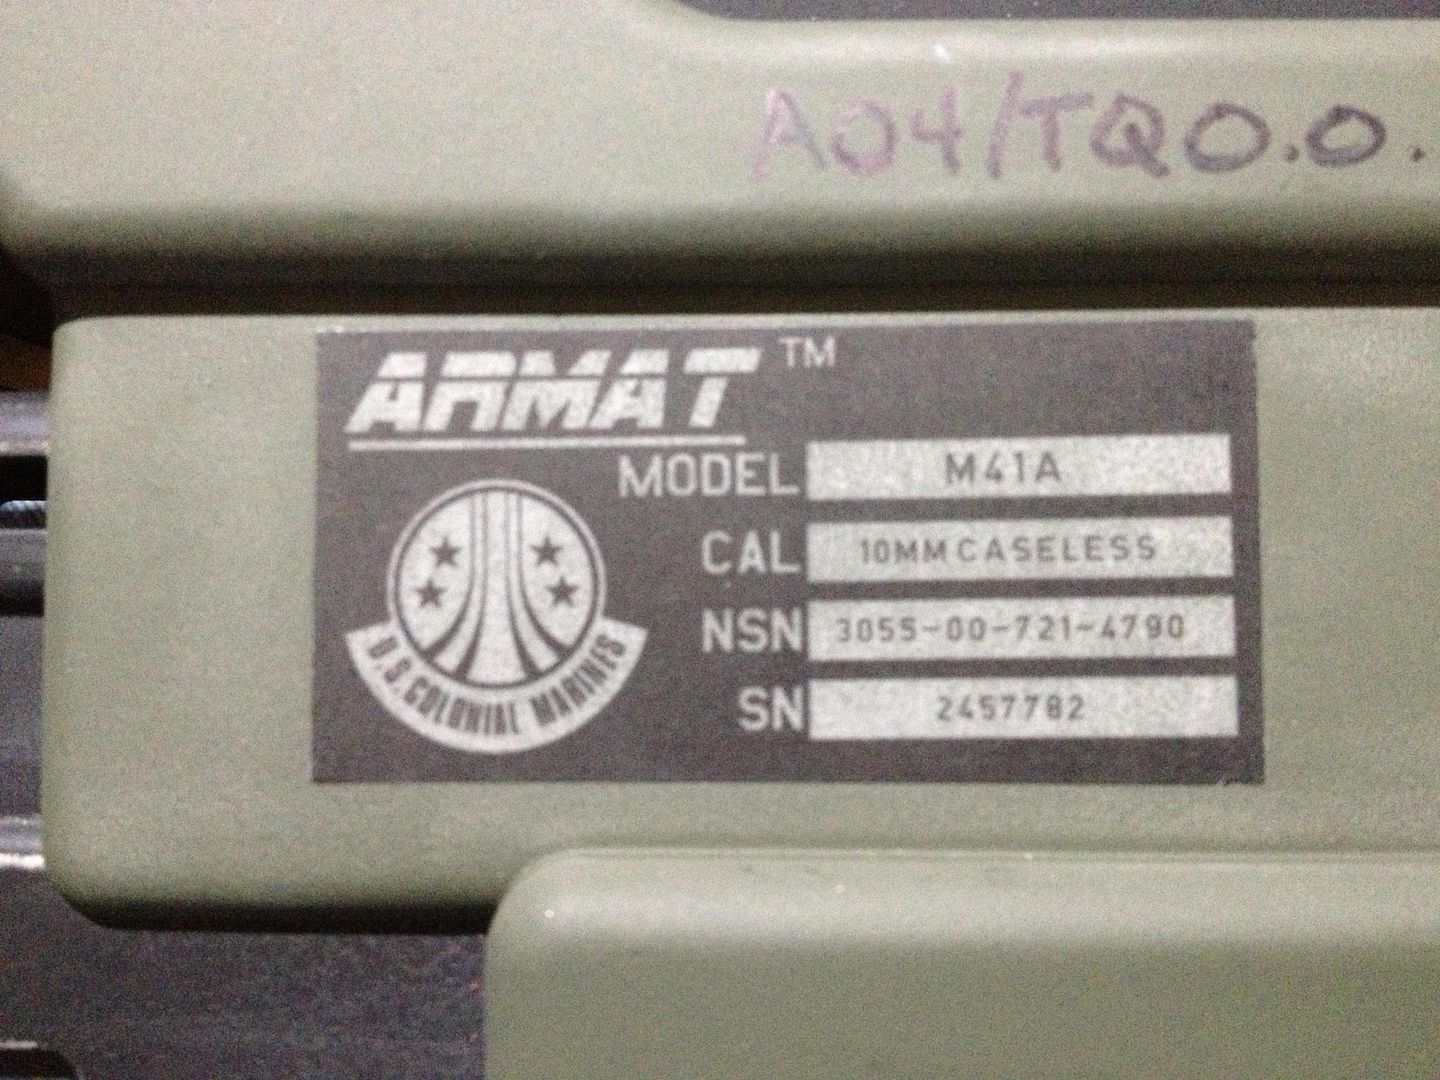 A04/TQ0.0.
ARMAT™
MODEL M41A
CAL 10MM CASELESS
NSN 3055-00-721-4790
SN 2457782
U.S. COLONIAL MARINES